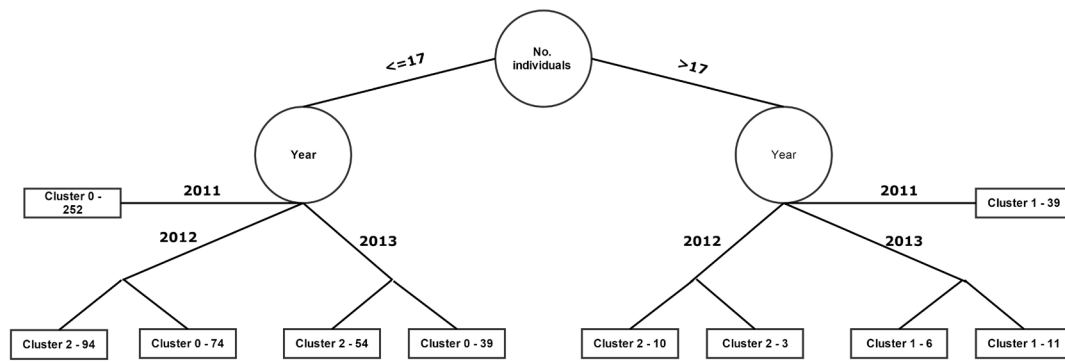 No.
individuals
<=17
>17
Year
Year
2011
2011
Cluster 0 -
252
Cluster 1 - 39
2012
2013
2012
2013
Cluster 2 - 94
Cluster 0 - 74
Cluster 2 - 54
Cluster 0 - 39
Cluster 2 - 10
Cluster 2 - 3
Cluster 1 - 6
Cluster 1 - 11